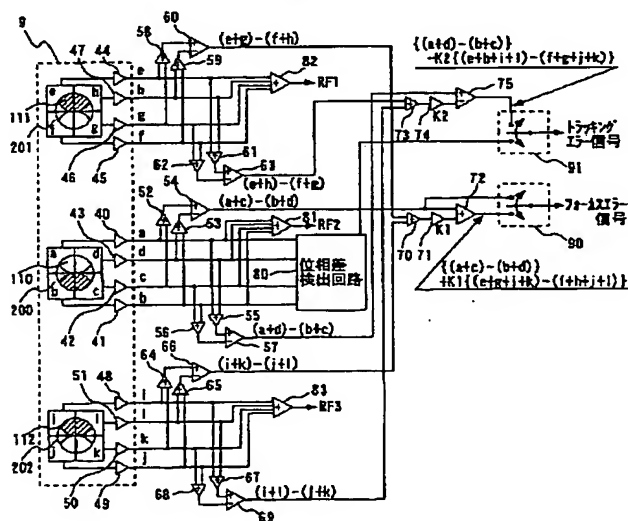 9
47
44
58
60
(e+g)-(f+h)
{(a+d)-(b+c)}
-K2{(e+h+i+l)-(f+g+j+k)}
e
h
59
82
RF1
75
111
201
e
h
f
g
h
g
f
73
74
K2
トラッキング
エラー信号
46
45
62
61
63
(e+h)-(f+g)
91
52
54
(a+c)-(b+d)
72
43
40
53
81
RF2
フォーカスエラー
信号
a
d
70
71
K1
90
110
200
a
d
b
c
80
位相差
検出回路
c
b
{(a+c)-(b+d)}
+K1{(e+g+j+k)-(f+h+j+l)}
42
41
56
55
57
(a+d)-(b+c)
64
66
(i+k)-(j+l)
51
48
65
83
RF3
i
l
112
202
i
l
j
k
k
j
50
49
68
67
69
(i+l)-(j+k)